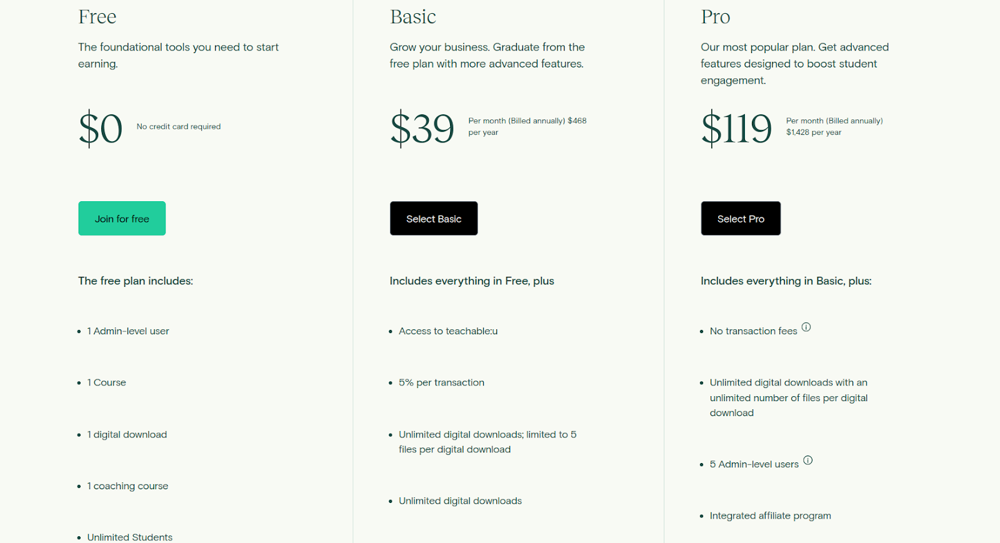 Free
The foundational tools you need to start
earning.
$0
No credit card required
Join for free
The free plan includes:
• 1 Admin-level user
• 1 Course
• 1 digital download
• 1 coaching course
• Unlimited Students
Basic
Grow your business. Graduate from the
free plan with more advanced features.
$39
Per month (Billed annually) $468
per year
Select Basic
Includes everything in Free, plus
• Access to teachable:u
• 5% per transaction
• Unlimited digital downloads; limited to 5
files per digital download
• Unlimited digital downloads
Pro
Our most popular plan. Get advanced
features designed to boost student
engagement.
$119
Per month (Billed annually)
$1,428 per year
Select Pro
Includes everything in Basic, plus:
• No transaction fees ⓘ
• Unlimited digital downloads with an
unlimited number of files per digital
download
• 5 Admin-level users ⓘ
• Integrated affiliate program